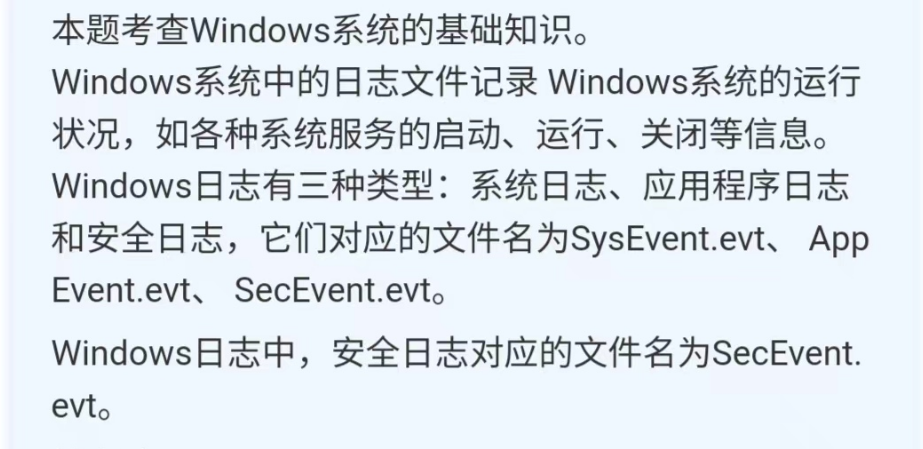 本题考查Windows系统的基础知识。
Windows系统中的日志文件记录 Windows系统的运行
状况，如各种系统服务的启动、运行、关闭等信息。
Windows日志有三种类型：系统日志、应用程序日志
和安全日志，它们对应的文件名为SysEvent.evt、 App
Event.evt、 SecEvent.evt。
Windows日志中，安全日志对应的文件名为SecEvent.
evt。